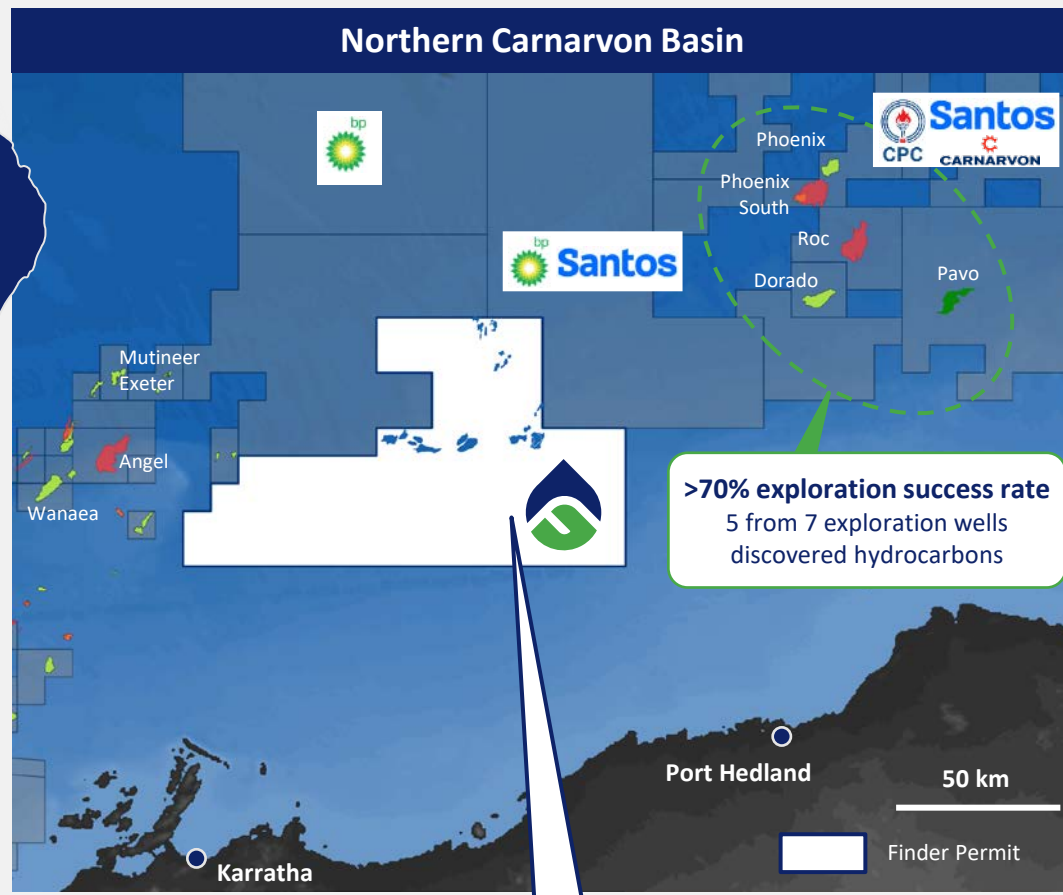 Northern Carnarvon Basin
bp
Phoenix
Phoenix
South
Roc
Dorado
Pavo
CPC
Santos
CARNARVON
bp
Santos
Mutineer
Exeter
Angel
Wanaea
>70% exploration success rate
5 from 7 exploration wells
discovered hydrocarbons
Port Hedland
Karratha
50 km
Finder Permit